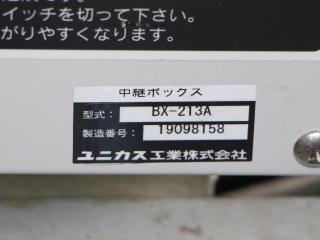 イッチを切って下さい。
がりやすくなります。
中継ボックス
型式: BX-213A
製造番号: 19098158
ユニカス工業株式会社